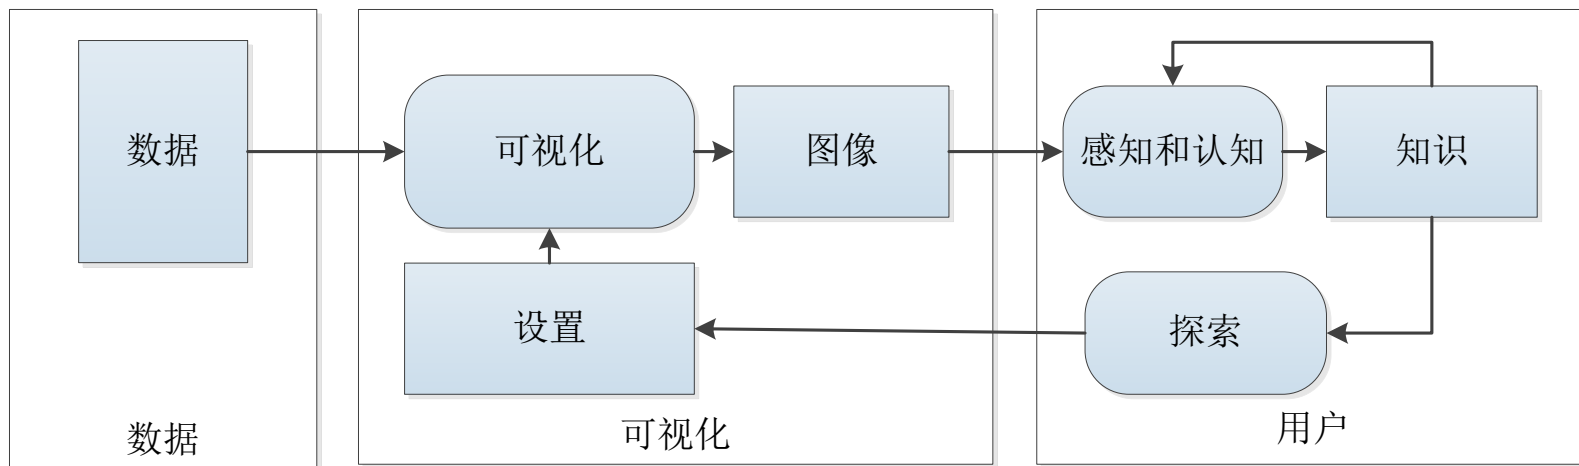 数据
可视化
图像
感知和认知
知识
设置
探索
数据
可视化
用户